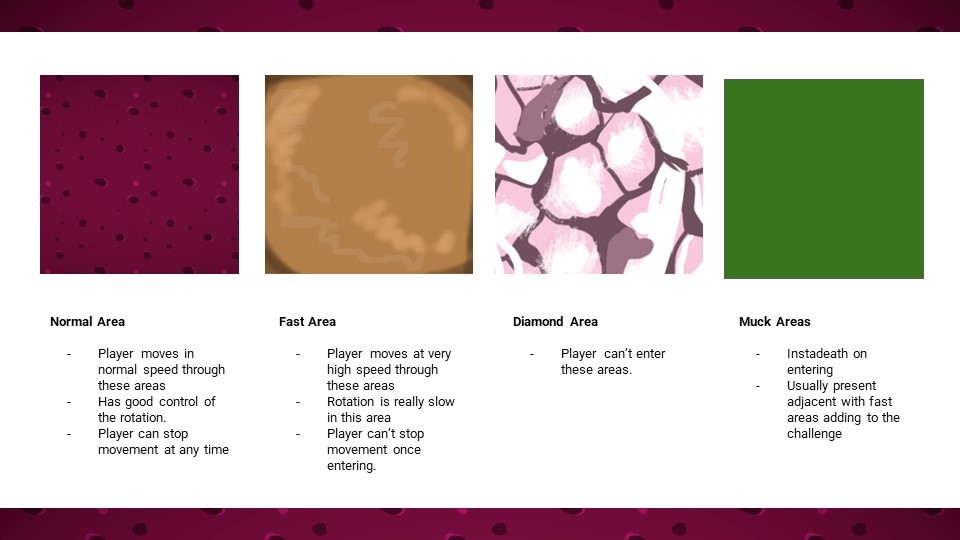 Normal Area
- Player moves in
normal speed through
these areas
- Has good control of
the rotation.
- Player can stop
movement at any time
Fast Area
- Player moves at very
high speed through
these areas
- Rotation is really slow
in this area
- Player can’t stop
movement once
entering.
Diamond Area
- Player can’t enter
these areas.
Muck Areas
- Instadeath on
entering
- Usually present
adjacent with fast
areas adding to the
challenge